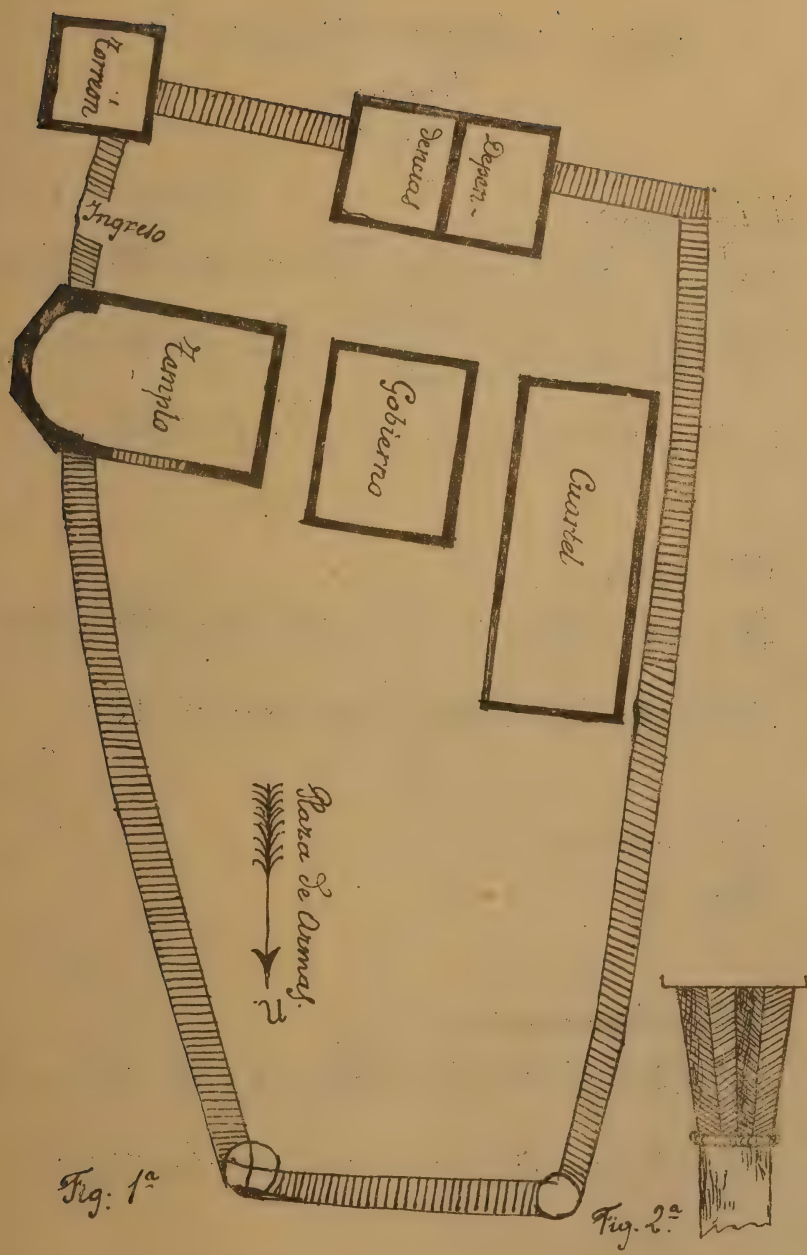 Torreon
Depen-
dencias
Ingreso
Templo
Gobierno
Cuartel
Plaza de Armas.
N.
Fig: 1ª
Fig. 2ª